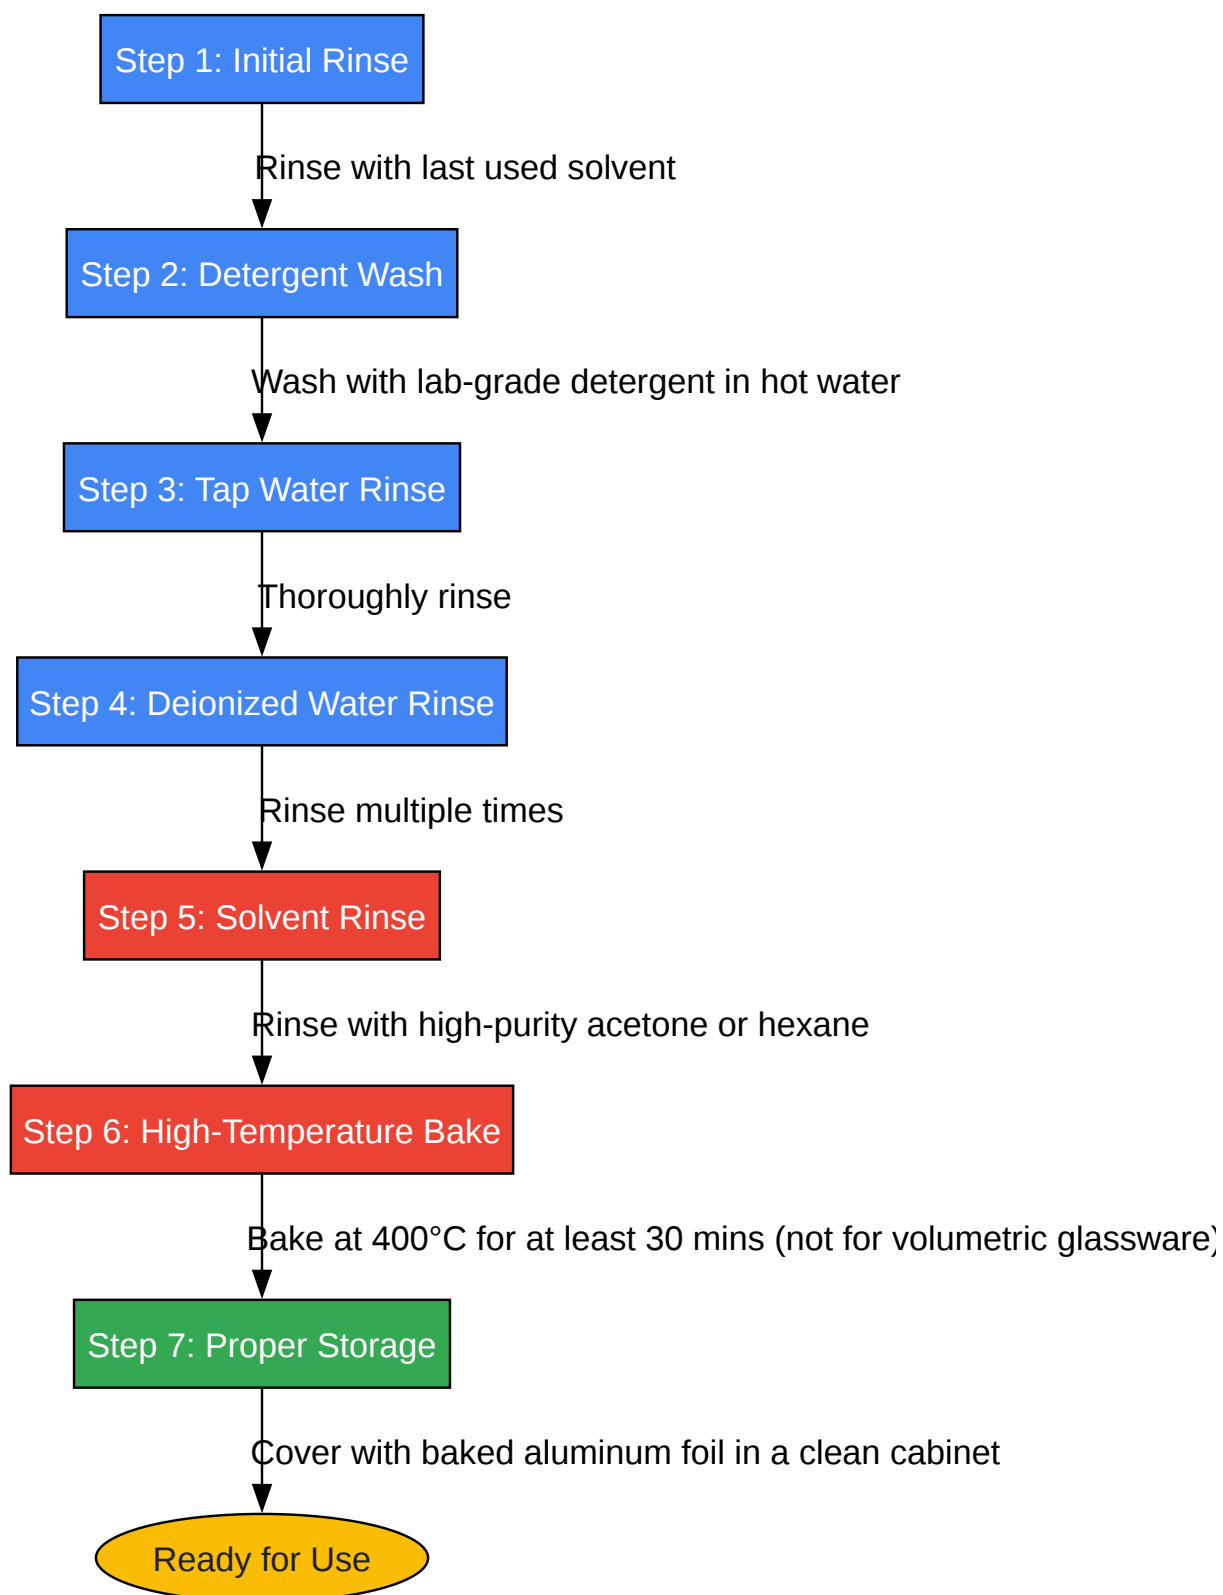 Step 1: Initial Rinse
Rinse with last used solvent
Step 2: Detergent Wash
Wash with lab-grade detergent in hot water
Step 3: Tap Water Rinse
Thoroughly rinse
Step 4: Deionized Water Rinse
Rinse multiple times
Step 5: Solvent Rinse
Rinse with high-purity acetone or hexane
Step 6: High-Temperature Bake
Bake at 400°C for at least 30 mins (not for volumetric glassware)
Step 7: Proper Storage
Cover with baked aluminum foil in a clean cabinet
Ready for Use